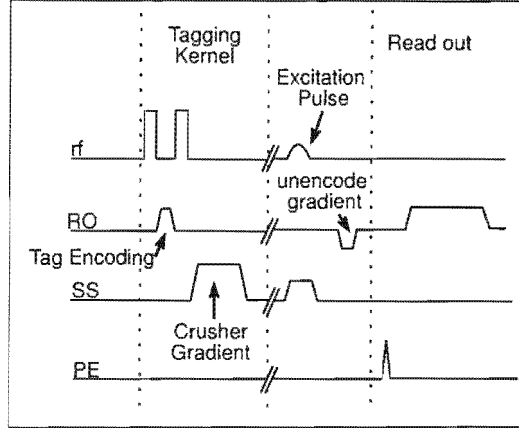 Tagging
Kernel
Read out
Excitation
Pulse
rf
unencode
gradient
RO
Tag Encoding
SS
Crusher
Gradient
PE